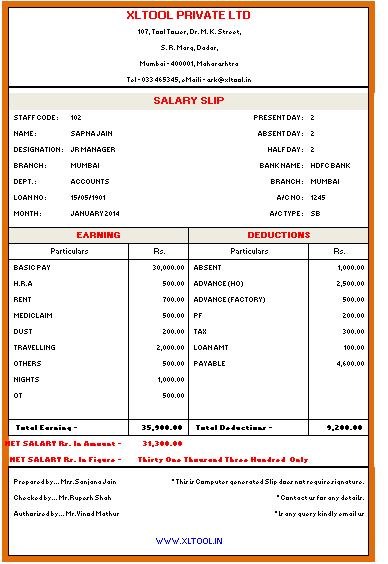 XLTOOL PRIVATE LTD
107, Tool Tower, Dr. M. K. Street,
S. R. Marg, Dadar,
Mumbai - 400001, Maharashtra
Tel - 033 465345, eMaili - ark@xltool.in
SALARY SLIP
STAFF CODE : 102 PRESENT DAY : 2
NAME : SAPNA JAIN ABSENT DAY : 2
DESIGNATION : JR MANAGER HALF DAY : 2
BRANCH : MUMBAI BANK NAME : HDFC BANK
DEPT. : ACCOUNTS BRANCH : MUMBAI
LOAN NO : 15/05/1901 A/C NO : 1245
MONTH : JANUARY 2014 A/C TYPE : SB
EARNING DEDUCTIONS
Particulars Rs. Particulars Rs.
BASIC PAY 30,000.00 ABSENT 1,000.00
H.R.A 500.00 ADVANCE (HO) 2,500.00
RENT 700.00 ADVANCE (FACTORY) 500.00
MEDICLAIM 500.00 PF 200.00
DUST 200.00 TAX 300.00
TRAVELLING 2,000.00 LOAN AMT 100.00
OTHERS 500.00 PAYABLE 4,600.00
NIGHTS 1,000.00
OT 500.00
Total Earning - 35,900.00 Total Deductions - 9,200.00
NET SALART Rs. In Amount - 31,300.00
NET SALART Rs. In Figure - Thirty One Thousand Three Hundred Only
Prepared by... Mrs. Sanjana Jain *This is Computer generated Slip does not require signature.
Checked by... Mr. Rupesh Shah *Contact us for any details.
Authorised by... Mr. Vinod Mathur *Is any query kindly email us
WWW.XLTOOL.IN